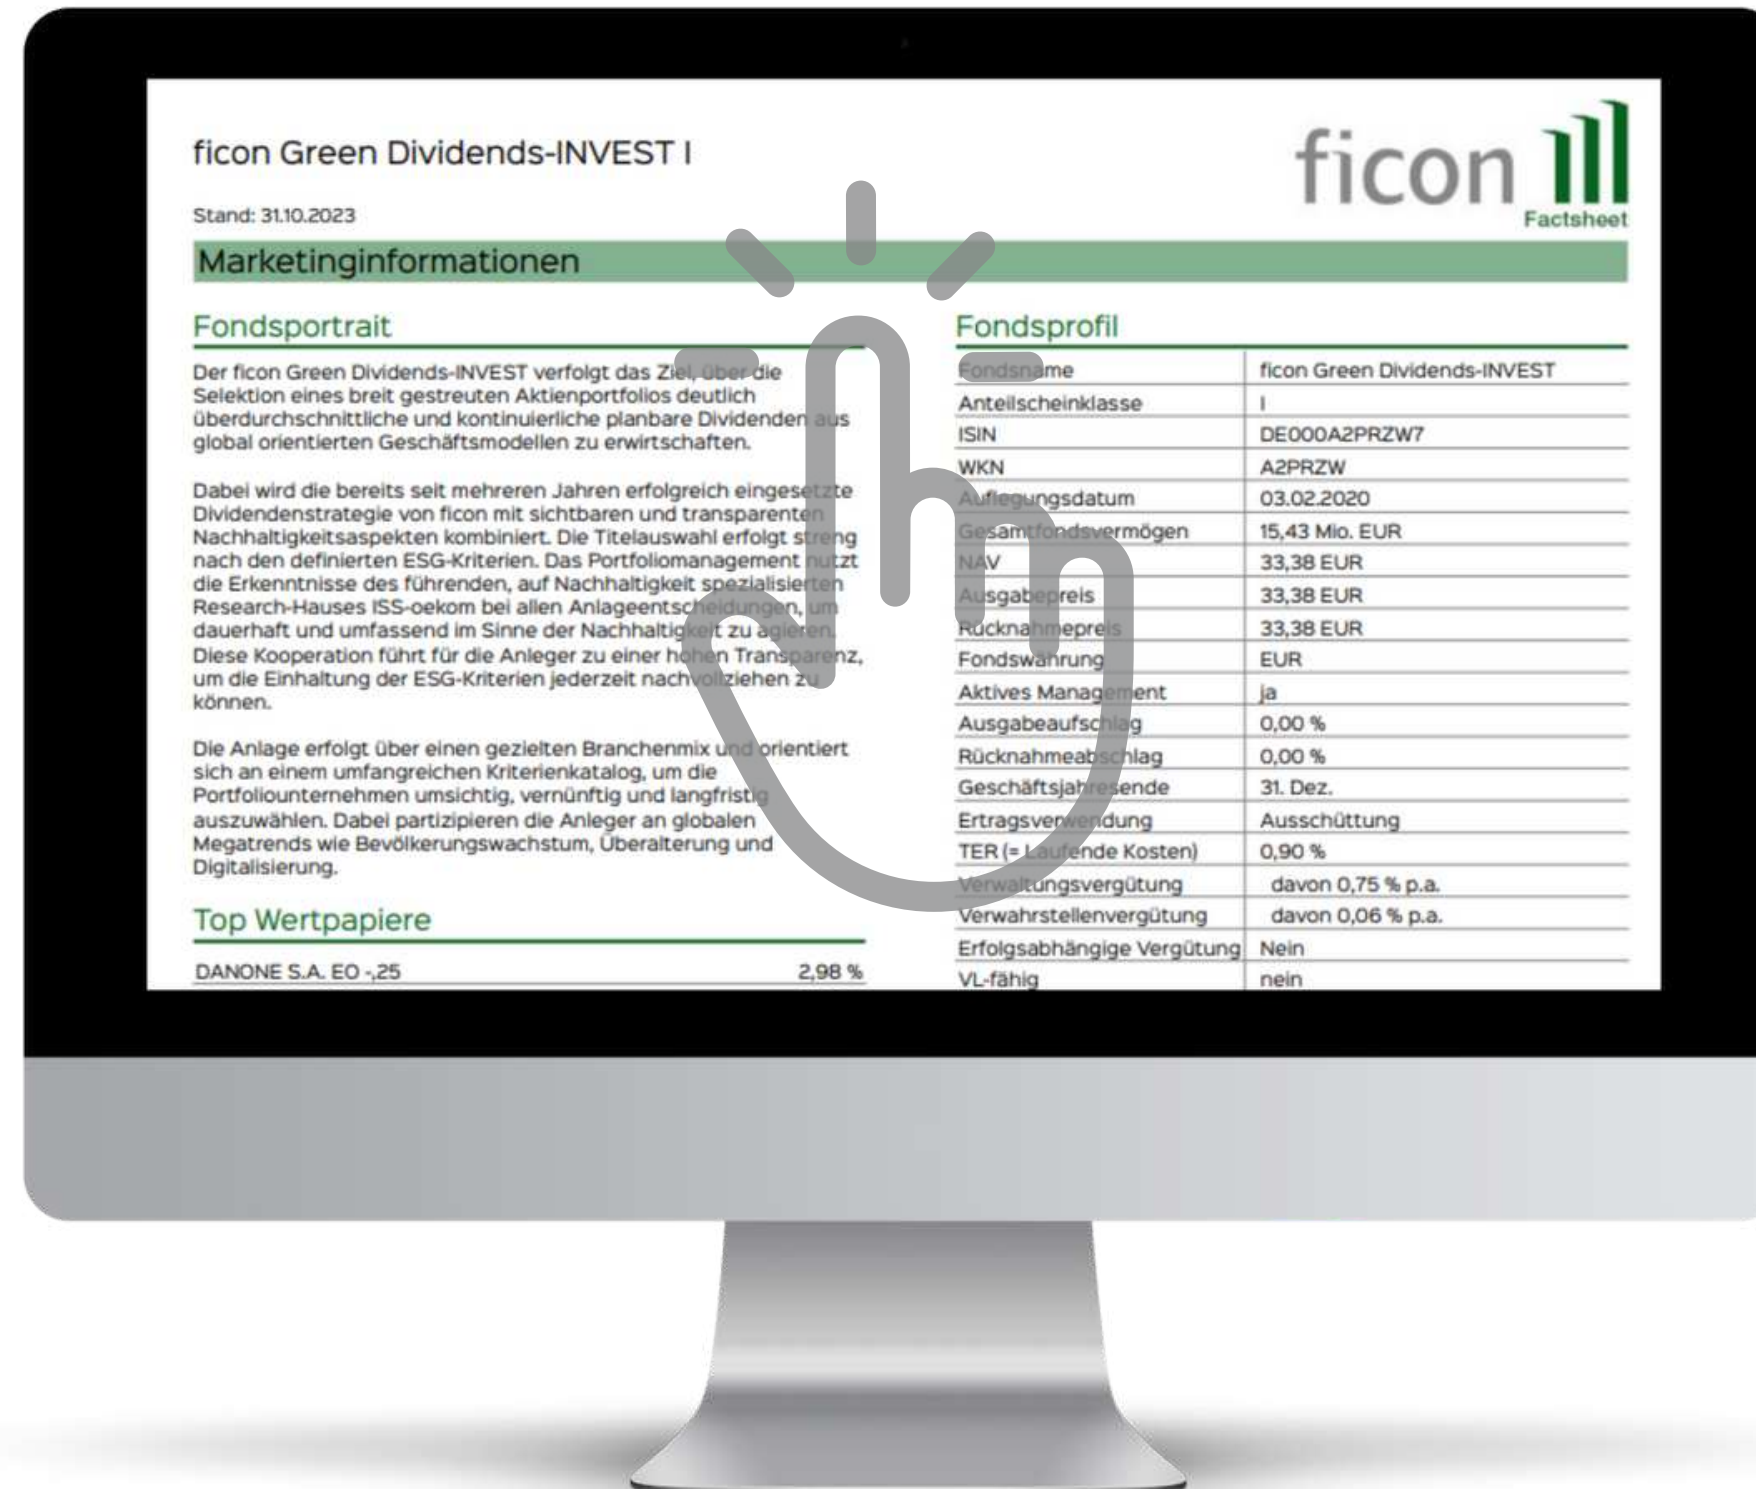 ficon Green Dividends-INVEST I
ficon
Factsheet
Stand: 31.10.2023
Marketinginformationen
Fondsportrait
Der ficon Green Dividends-INVEST verfolgt das Ziel, über die
Selektion eines breit gestreuten Aktienportfolios deutlich
überdurchschnittliche und kontinuierliche planbare Dividenden aus
global orientierten Geschäftsmodellen zu erwirtschaften.
Dabei wird die bereits seit mehreren Jahren erfolgreich eingesetzte
Dividendenstrategie von ficon mit sichtbaren und transparenten
Nachhaltigkeitsaspekten kombiniert. Die Titelauswahl erfolgt streng
nach den definierten ESG-Kriterien. Das Portfoliomanagement nutzt
die Erkenntnisse des führenden, auf Nachhaltigkeit spezialisierten
Research-Hauses ISS-oekom bei allen Anlageentscheidungen, um
dauerhaft und umfassend im Sinne der Nachhaltigkeit zu agieren.
Diese Kooperation führt für die Anleger zu einer hohen Transparenz,
um die Einhaltung der ESG-Kriterien jederzeit nachvollziehen zu
können.
Die Anlage erfolgt über einen gezielten Branchenmix und orientiert
sich an einem umfangreichen Kriterienkatalog, um die
Portfoliounternehmen umsichtig, vernünftig und langfristig
auszuwählen. Dabei partizipieren die Anleger an globalen
Megatrends wie Bevölkerungswachstum, Überalterung und
Digitalisierung.
Top Wertpapiere
DANONE S.A. EO -,25 2,98 %
Fondsprofil
Fondsname ficon Green Dividends-INVEST
Anteilscheinklasse I
ISIN DE000A2PRZW7
WKN A2PRZW
Auflegungsdatum 03.02.2020
Gesamtfondsvermögen 15,43 Mio. EUR
NAV 33,38 EUR
Ausgabepreis 33,38 EUR
Rücknahmepreis 33,38 EUR
Fondswährung EUR
Aktives Management ja
Ausgabeaufschlag 0,00 %
Rücknahmeabschlag 0,00 %
Geschäftsjahresende 31. Dez.
Ertragsverwendung Ausschüttung
TER (= Laufende Kosten) 0,90 %
Verwaltungsvergütung davon 0,75 % p.a.
Verwahrstellenvergütung davon 0,06 % p.a.
Erfolgsabhängige Vergütung Nein
VL-fähig nein